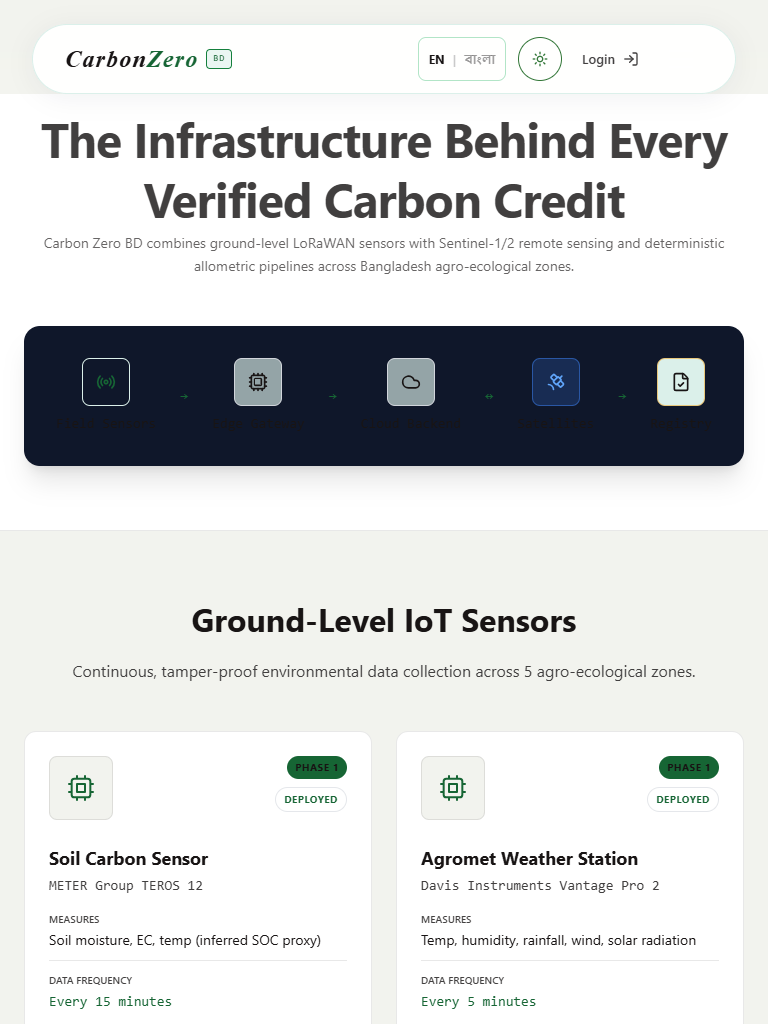 CarbonZero BD
EN | বাংলা
Login
The Infrastructure Behind Every
Verified Carbon Credit
Carbon Zero BD combines ground-level LoRaWAN sensors with Sentinel-1/2 remote sensing and deterministic
allometric pipelines across Bangladesh agro-ecological zones.
Ground-Level IoT Sensors
Continuous, tamper-proof environmental data collection across 5 agro-ecological zones.
PHASE 1
DEPLOYED
Soil Carbon Sensor
METER Group TEROS 12
MEASURES
Soil moisture, EC, temp (inferred SOC proxy)
DATA FREQUENCY
Every 15 minutes
PHASE 1
DEPLOYED
Agromet Weather Station
Davis Instruments Vantage Pro 2
MEASURES
Temp, humidity, rainfall, wind, solar radiation
DATA FREQUENCY
Every 5 minutes